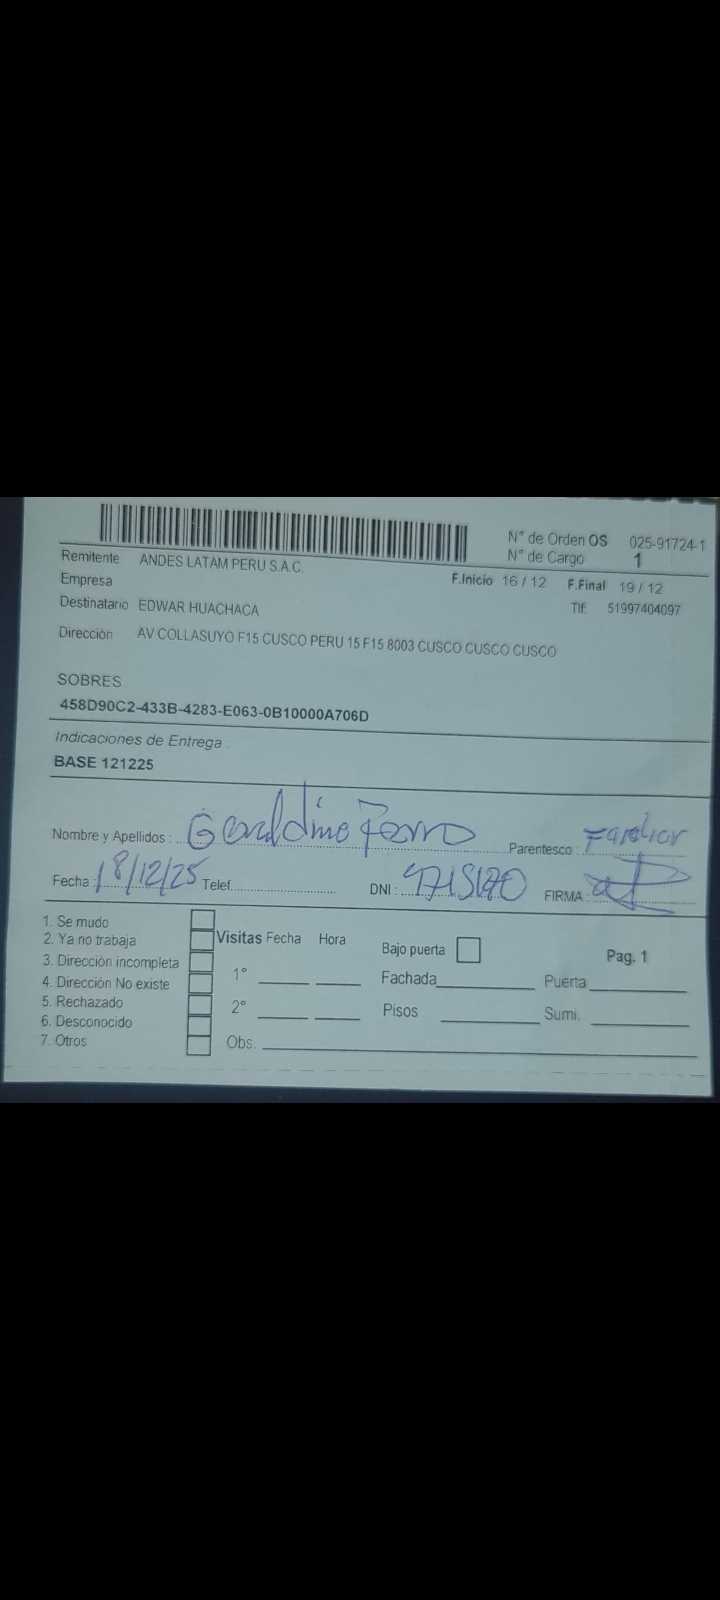 N° de Orden OS 025-91724-1
N° de Cargo 1
Remitente ANDES LATAM PERU S.A.C.
Empresa F.Inicio 16 / 12 F.Final 19 / 12
Destinatario EDWAR HUACHACA Tlf: 51997404097
Dirección AV COLLASUYO F15 CUSCO PERU 15 F15 8003 CUSCO CUSCO CUSCO
SOBRES
458D90C2-433B-4283-E063-0B10000A706D
Indicaciones de Entrega :
BASE 121225
Nombre y Apellidos : Geraldine Ferro Parentesco : Familiar
Fecha : 18/12/25 Telef. DNI : FIRMA :
1. Se mudo
2. Ya no trabaja
3. Dirección incompleta
4. Dirección No existe
5. Rechazado
6. Desconocido
7. Otros
Visitas Fecha Hora Bajo puerta Pag. 1
1° Fachada Puerta
2° Pisos Sumi.
Obs.